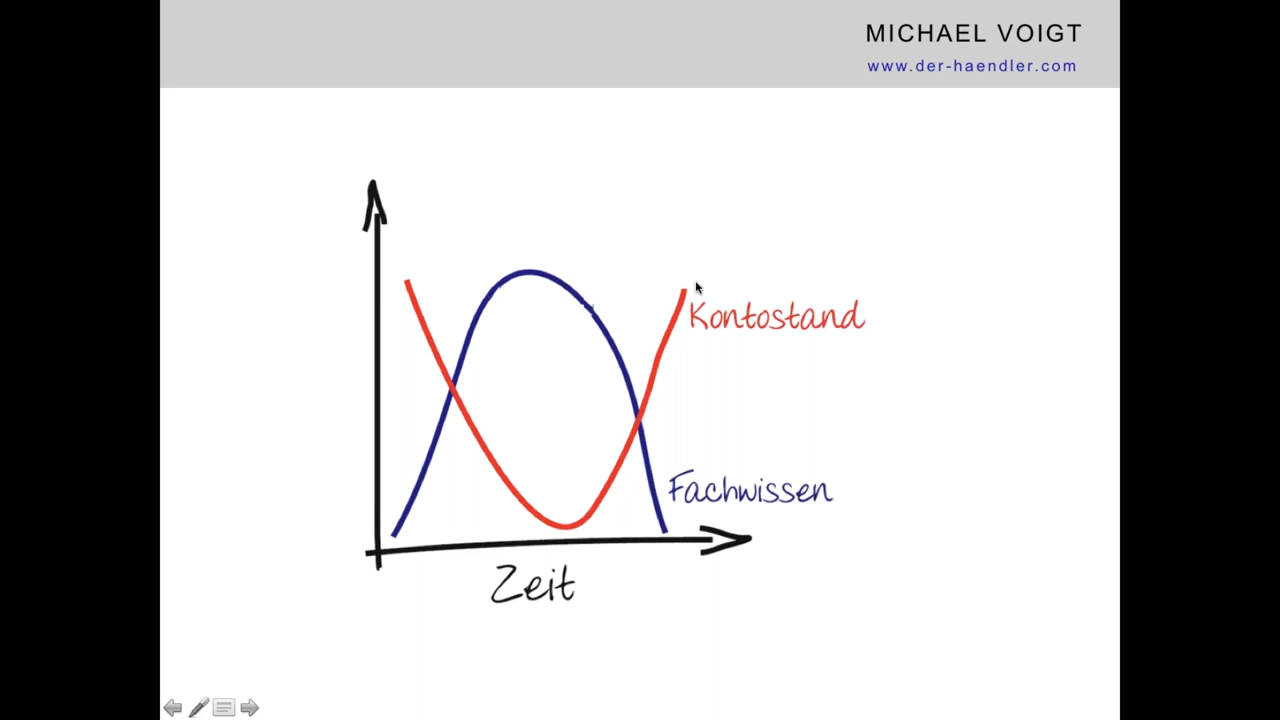 MICHAEL VOIGT
www.der-haendler.com
Kontostand
Fachwissen
Zeit